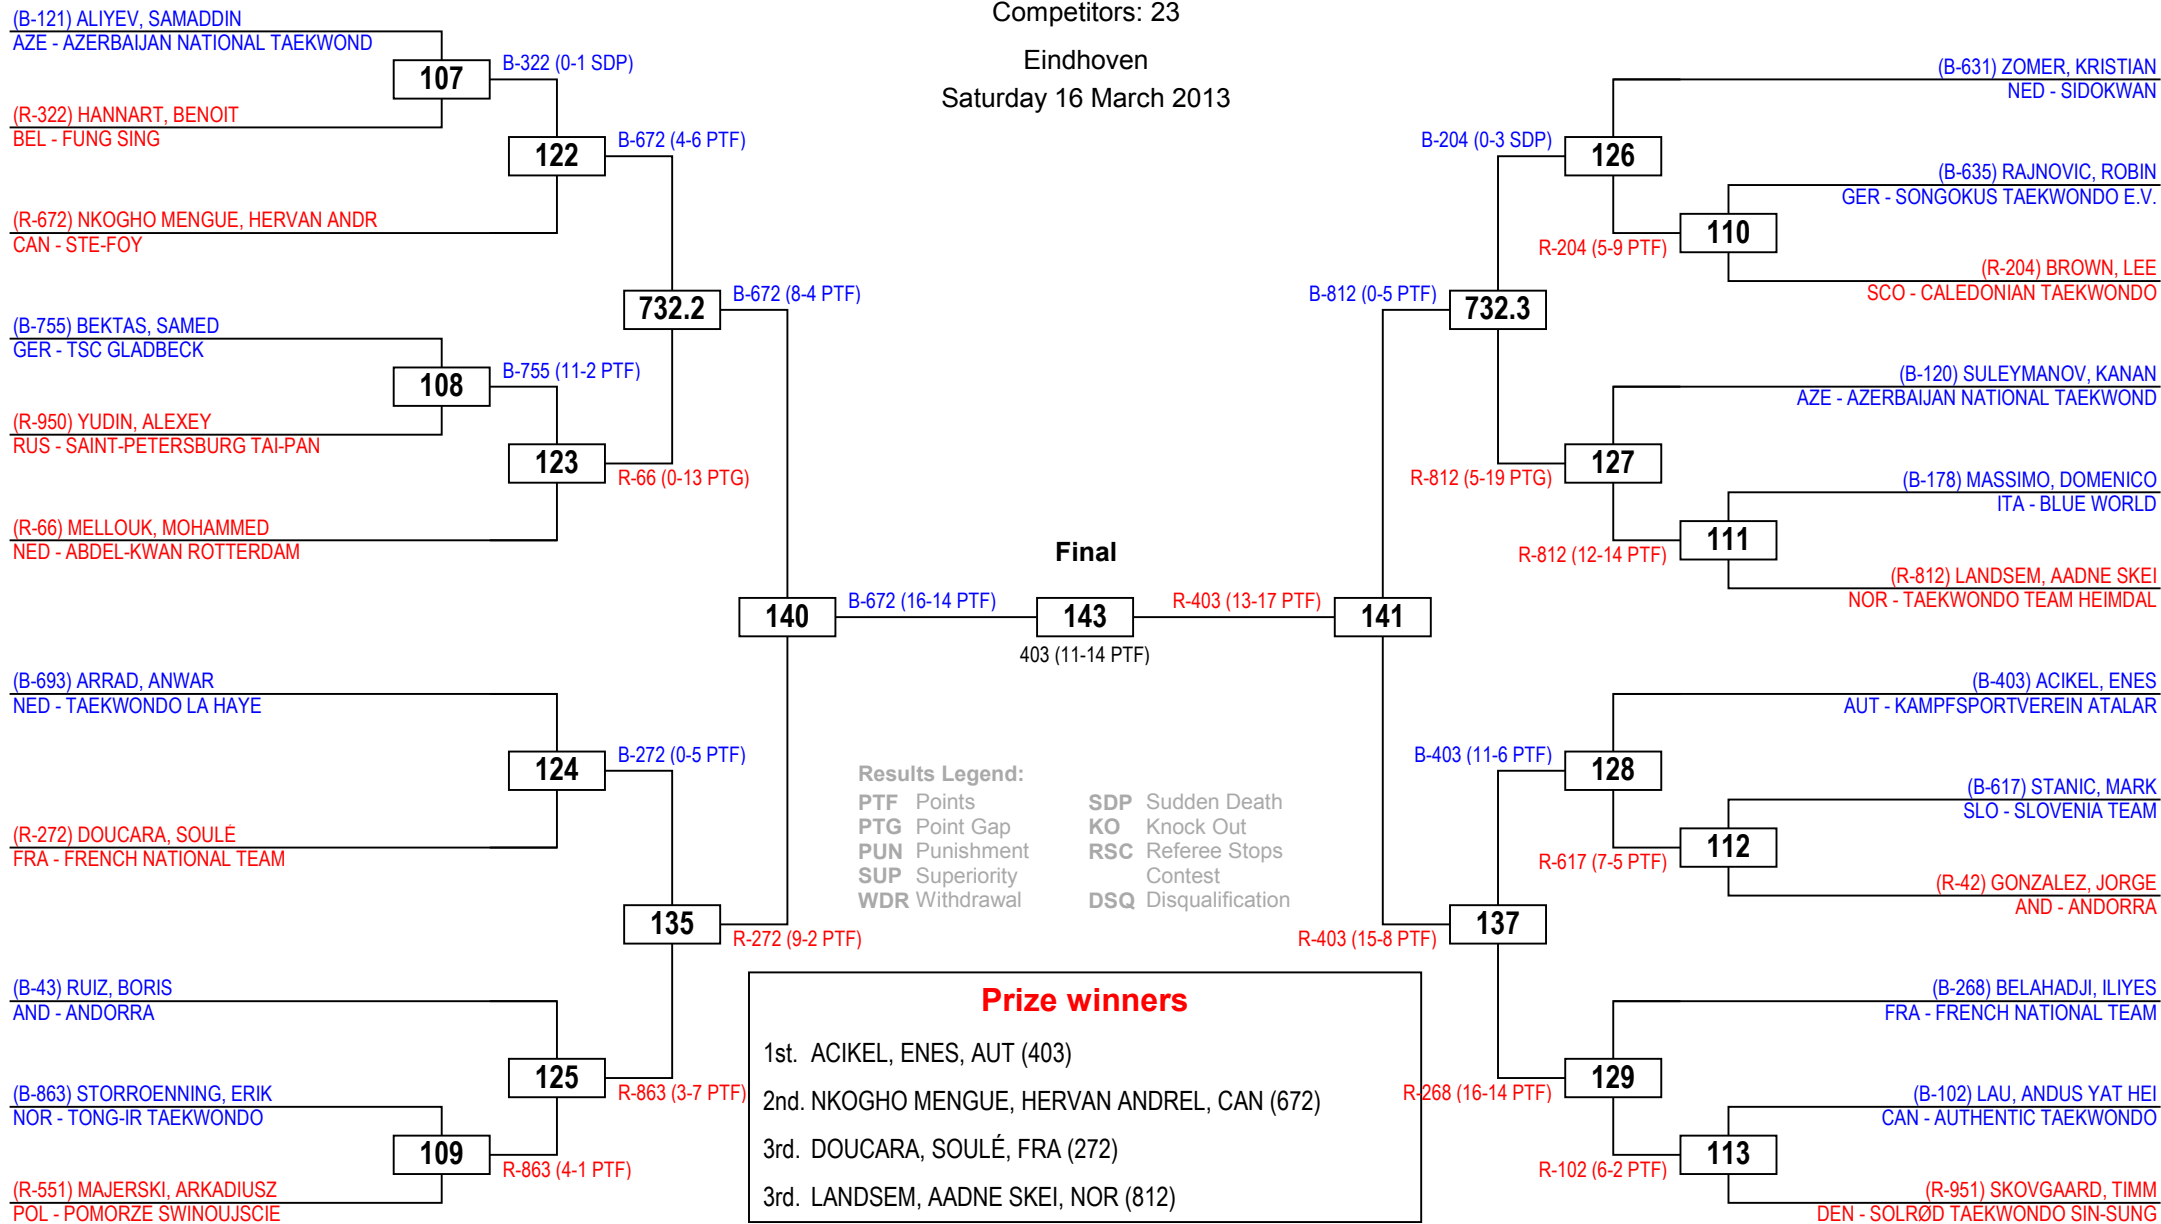 Competitors: 23
Eindhoven
Saturday 16 March 2013
(B-121) ALIYEV, SAMADDIN
AZE - AZERBAIJAN NATIONAL TAEKWOND
107
B-322 (0-1 SDP)
(R-322) HANNART, BENOIT
BEL - FUNG SING
122
B-672 (4-6 PTF)
(R-672) NKOGHO MENGUE, HERVAN ANDR
CAN - STE-FOY
732.2
B-672 (8-4 PTF)
(B-755) BEKTAS, SAMED
GER - TSC GLADBECK
108
B-755 (11-2 PTF)
(R-950) YUDIN, ALEXEY
RUS - SAINT-PETERSBURG TAI-PAN
123
R-66 (0-13 PTG)
(R-66) MELLOUK, MOHAMMED
NED - ABDEL-KWAN ROTTERDAM
140
B-672 (16-14 PTF)
(B-693) ARRAD, ANWAR
NED - TAEKWONDO LA HAYE
124
B-272 (0-5 PTF)
(R-272) DOUCARA, SOULÉ
FRA - FRENCH NATIONAL TEAM
135
R-272 (9-2 PTF)
(B-43) RUIZ, BORIS
AND - ANDORRA
125
R-863 (3-7 PTF)
(B-863) STORROENNING, ERIK
NOR - TONG-IR TAEKWONDO
109
R-863 (4-1 PTF)
(R-551) MAJERSKI, ARKADIUSZ
POL - POMORZE SWINOUJSCIE
Final
143
403 (11-14 PTF)
R-403 (13-17 PTF)
141
(B-631) ZOMER, KRISTIAN
NED - SIDOKWAN
B-204 (0-3 SDP)
126
(B-635) RAJNOVIC, ROBIN
GER - SONGOKUS TAEKWONDO E.V.
R-204 (5-9 PTF)
110
(R-204) BROWN, LEE
SCO - CALEDONIAN TAEKWONDO
B-812 (0-5 PTF)
732.3
(B-120) SULEYMANOV, KANAN
AZE - AZERBAIJAN NATIONAL TAEKWOND
R-812 (5-19 PTG)
127
(B-178) MASSIMO, DOMENICO
ITA - BLUE WORLD
R-812 (12-14 PTF)
111
(R-812) LANDSEM, AADNE SKEI
NOR - TAEKWONDO TEAM HEIMDAL
(B-403) ACIKEL, ENES
AUT - KAMPFSPORTVEREIN ATALAR
B-403 (11-6 PTF)
128
(B-617) STANIC, MARK
SLO - SLOVENIA TEAM
R-617 (7-5 PTF)
112
(R-42) GONZALEZ, JORGE
AND - ANDORRA
R-403 (15-8 PTF)
137
(B-268) BELAHADJI, ILIYES
FRA - FRENCH NATIONAL TEAM
R-268 (16-14 PTF)
129
(B-102) LAU, ANDUS YAT HEI
CAN - AUTHENTIC TAEKWONDO
R-102 (6-2 PTF)
113
(R-951) SKOVGAARD, TIMM
DEN - SOLRØD TAEKWONDO SIN-SUNG
Results Legend:
PTF Points SDP Sudden Death
PTG Point Gap KO Knock Out
PUN Punishment RSC Referee Stops
SUP Superiority Contest
WDR Withdrawal DSQ Disqualification
Prize winners
1st. ACIKEL, ENES, AUT (403)
2nd. NKOGHO MENGUE, HERVAN ANDREL, CAN (672)
3rd. DOUCARA, SOULÉ, FRA (272)
3rd. LANDSEM, AADNE SKEI, NOR (812)